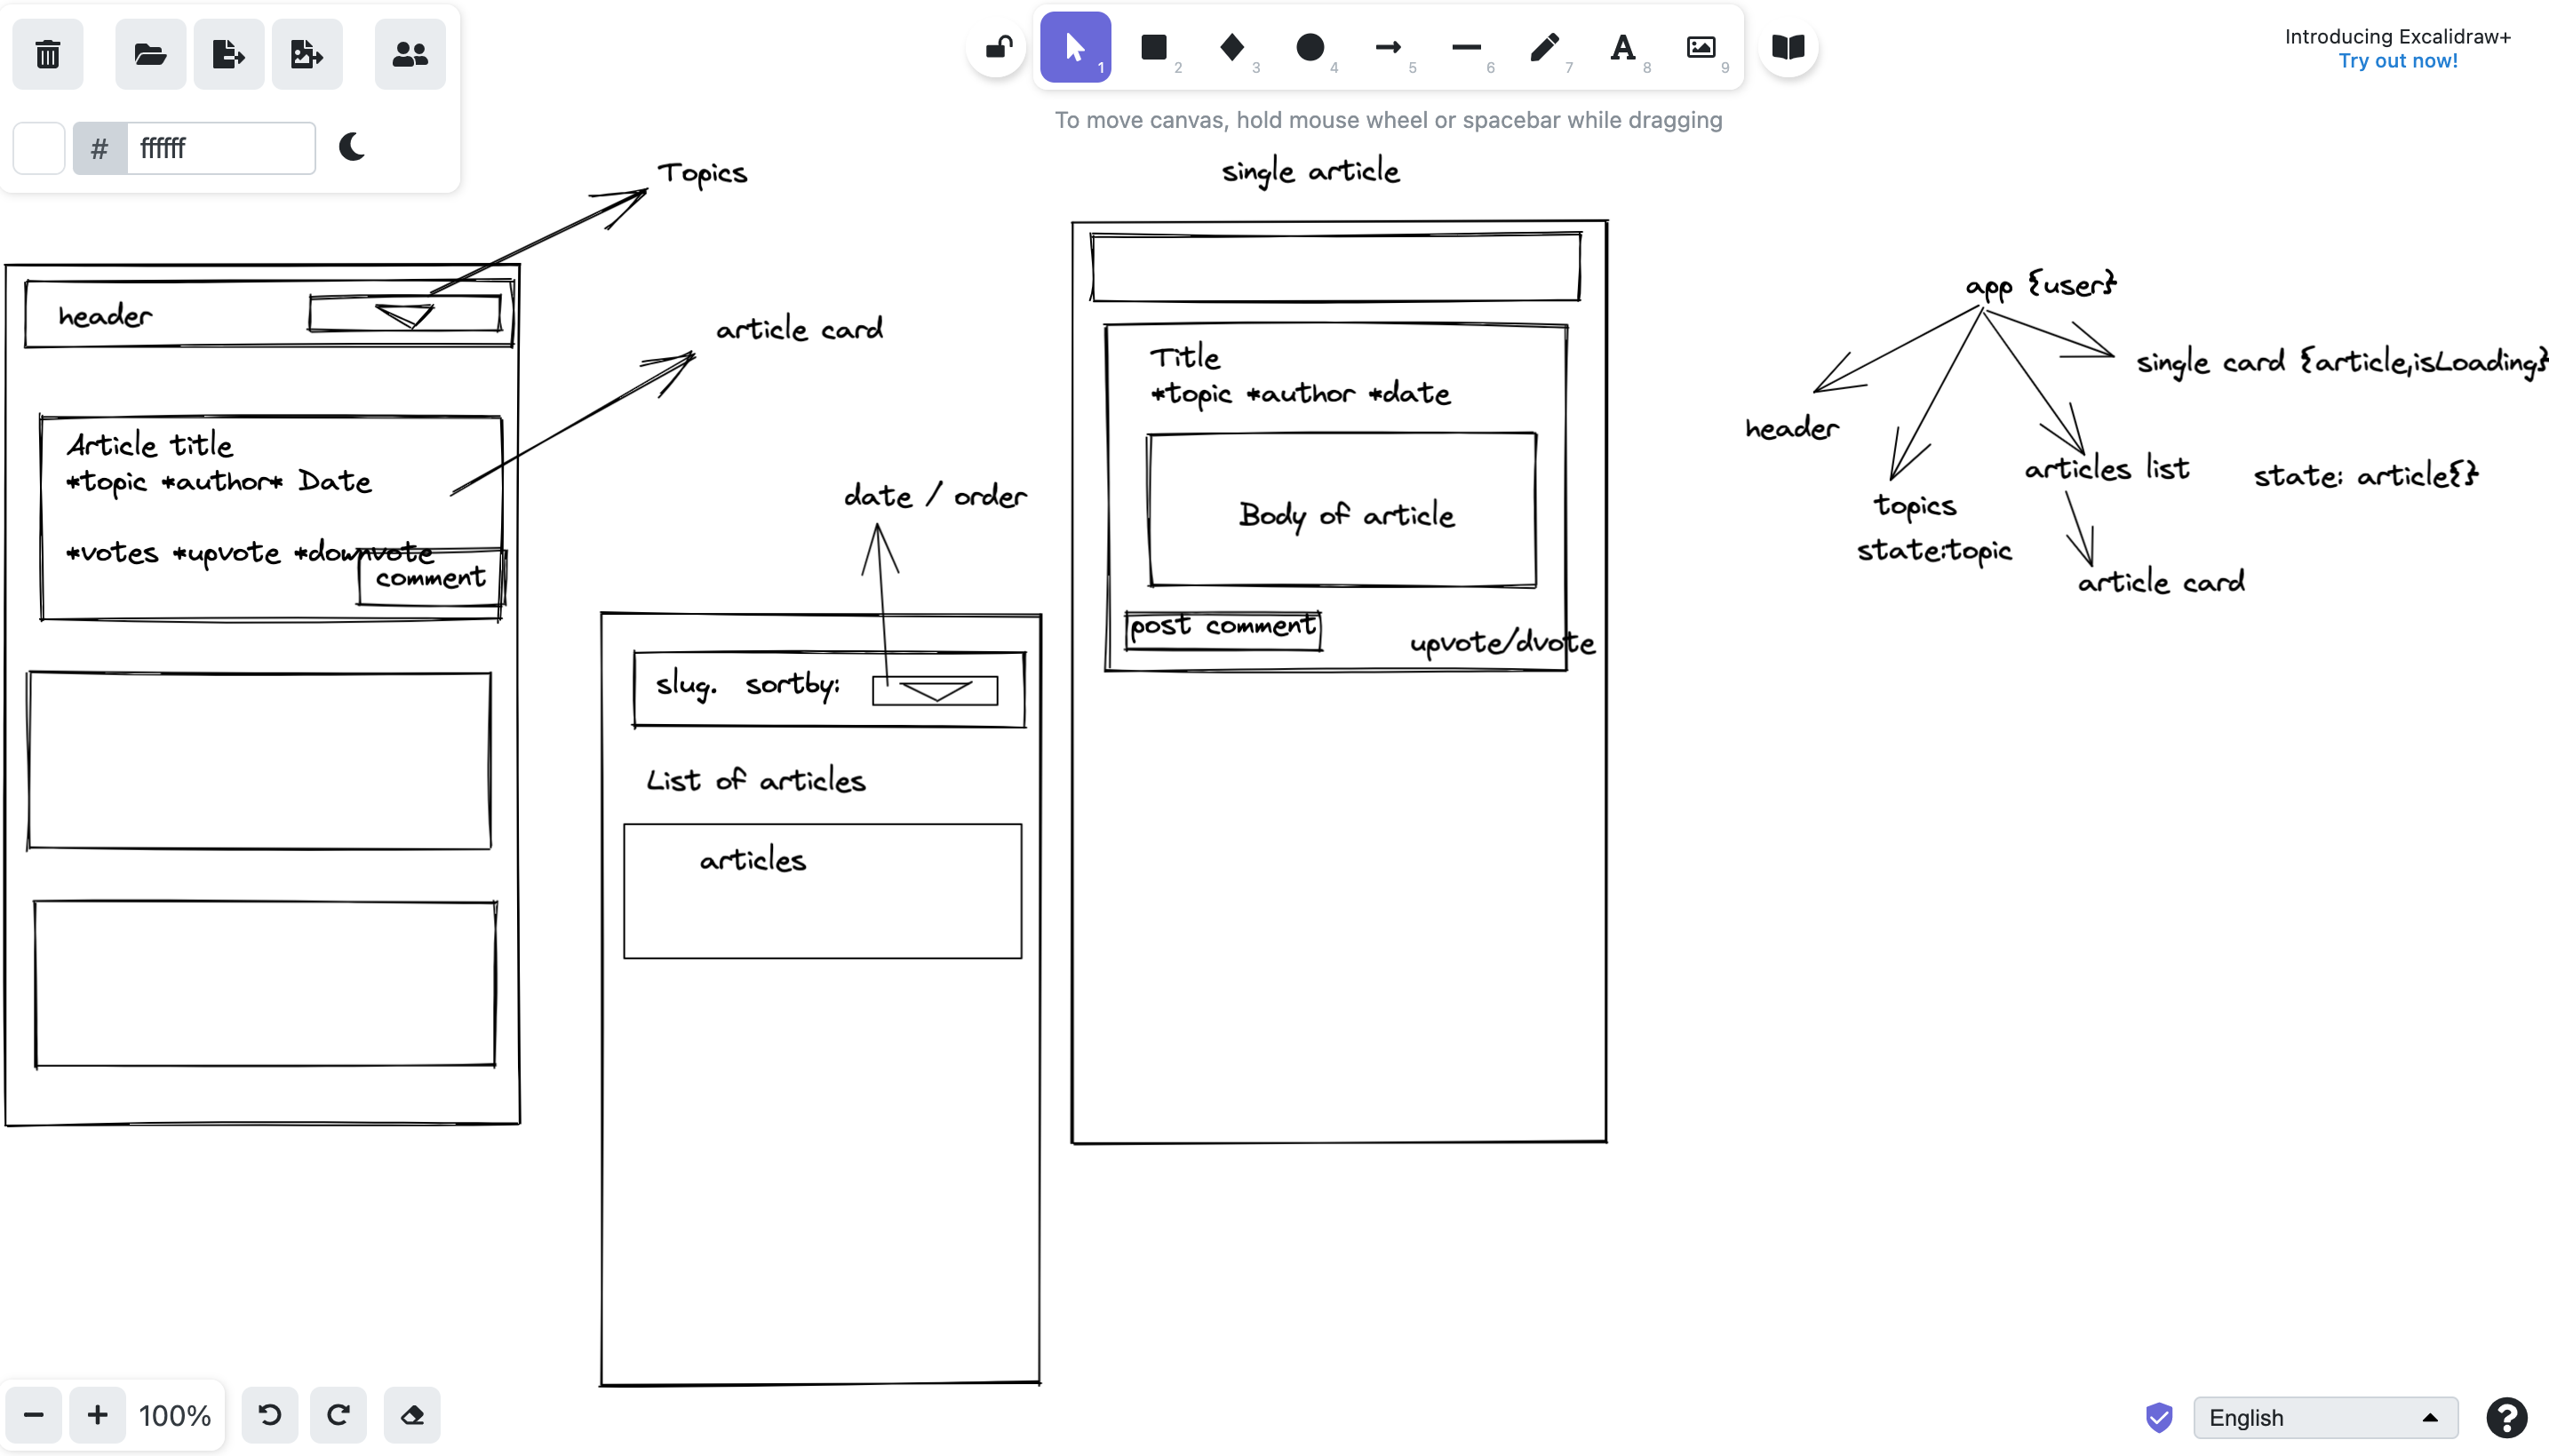 1
2
3
4
5
6
7
8
9
Introducing Excalidraw+
Try out now!
To move canvas, hold mouse wheel or spacebar while dragging
# ffffff
Topics
header
article card
Article title
*topic *author* Date
*votes *upvote *downvote
comment
date / order
slug. sortby:
List of articles
articles
single article
Title
*topic *author *date
Body of article
post comment
upvote/dvote
app {user}
single card {article,isLoading}
header
articles list
state: article{}
topics
state:topic
article card
100%
English
?